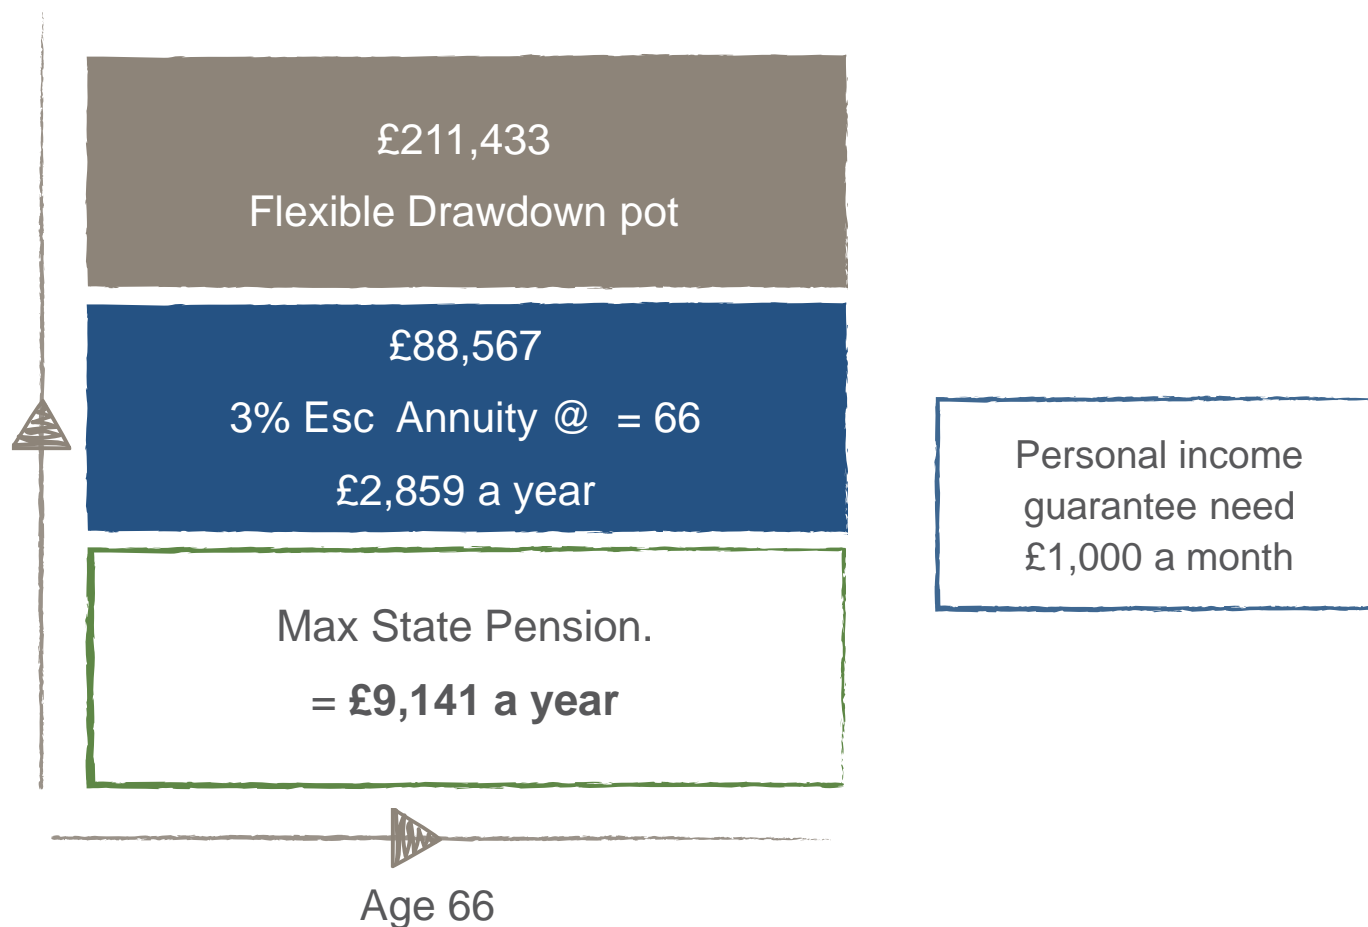 £211,433
Flexible Drawdown pot
£88,567
3% Esc Annuity @ = 66
£2,859 a year
Max State Pension.
= £9,141 a year
Personal income
guarantee need
£1,000 a month
Age 66